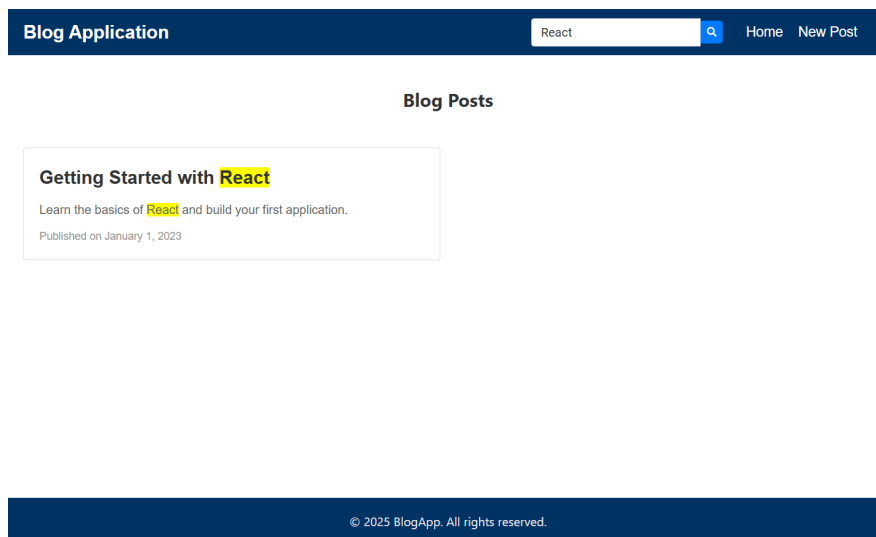 Blog Application
React
Home
New Post
Blog Posts
Getting Started with React
Learn the basics of React and build your first application.
Published on January 1, 2023
© 2025 BlogApp. All rights reserved.